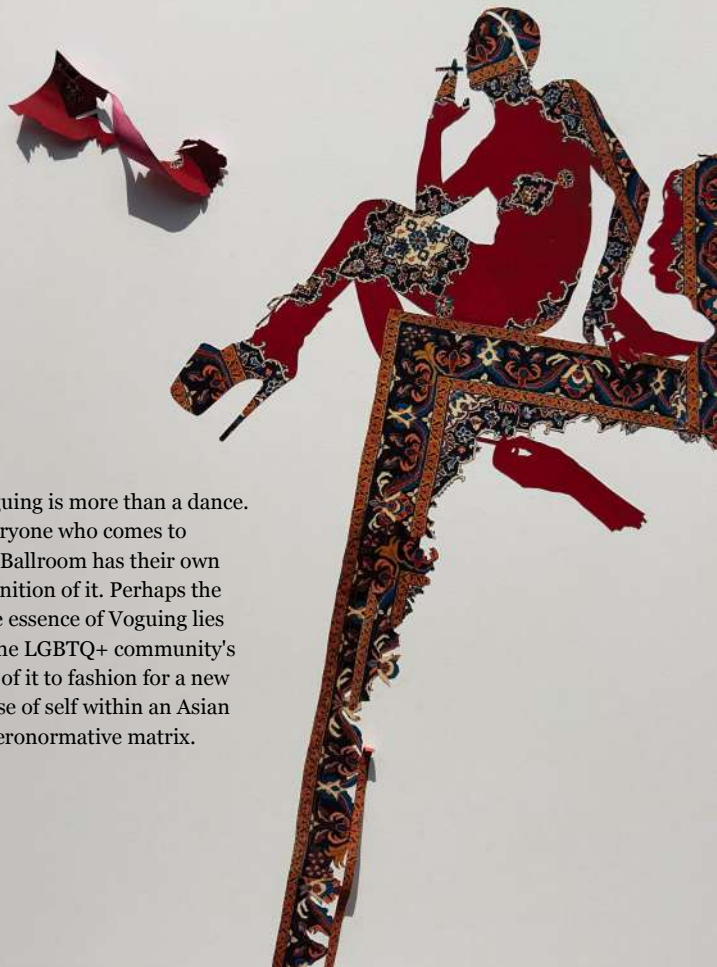 guing is more than a dance.
ryone who comes to
Ballroom has their own
nition of it. Perhaps the
e essence of Voguing lies
he LGBTQ+ community's
of it to fashion for a new
se of self within an Asian
eronormative matrix.